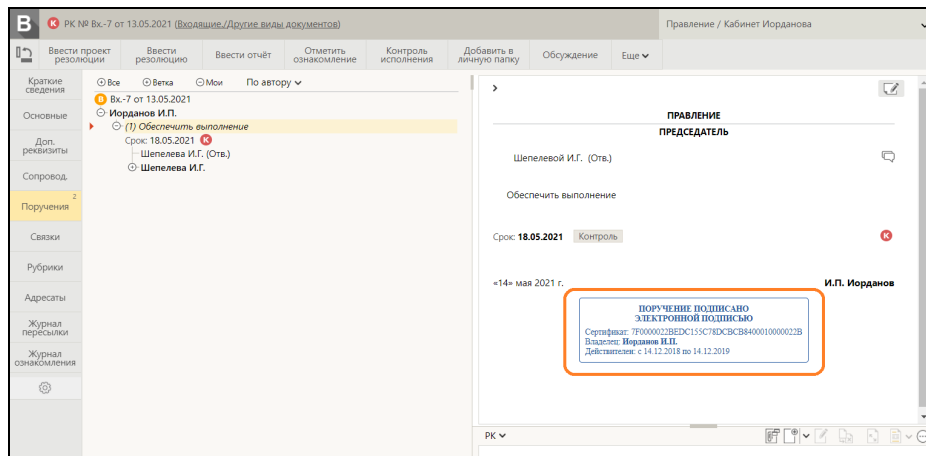 В К РК № Вх.-7 от 13.05.2021 (Входящие./Другие виды документов)
Правление / Кабинет Иорданова
Ввести проект резолюции
Ввести резолюцию
Ввести отчёт
Отметить ознакомление
Контроль исполнения
Добавить в личную папку
Обсуждение
Еще
Краткие сведения
Основные
Доп. реквизиты
Сопровод.
Поручения 2
Связки
Рубрики
Адресаты
Журнал пересылки
Журнал ознакомления
Все Ветка Мои По автору
В Вх.-7 от 13.05.2021
Иорданов И.П.
(1) Обеспечить выполнение
Срок: 18.05.2021 К
Шепелева И.Г. (Отв.)
Шепелева И.Г.
ПРАВЛЕНИЕ
ПРЕДСЕДАТЕЛЬ
Шепелевой И.Г. (Отв.)
Обеспечить выполнение
Срок: 18.05.2021 Контроль К
«14» мая 2021 г. И.П. Иорданов
ПОРУЧЕНИЕ ПОДПИСАНО
ЭЛЕКТРОННОЙ ПОДПИСЬЮ
Сертификат: 7F0000022BEDC155C78DCBCB8400010000022B
Владелец: Иорданов И.П.
Действителен: с 14.12.2018 по 14.12.2019
РК